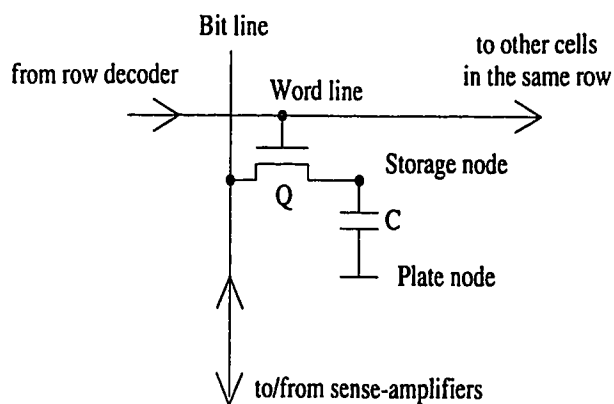 Bit line
to other cells
in the same row
from row decoder
Word line
Storage node
Q
C
Plate node
to/from sense-amplifiers